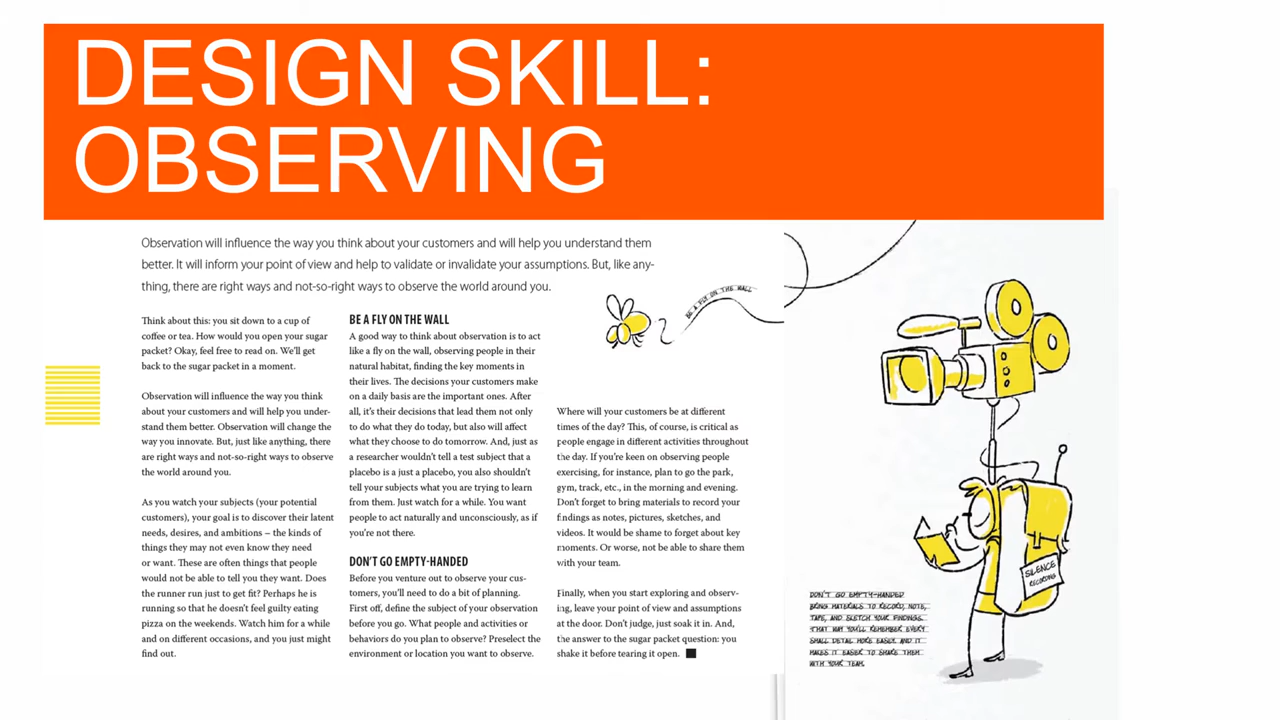 DESIGN SKILL:
OBSERVING
Observation will influence the way you think about your customers and will help you understand them
better. It will inform your point of view and help to validate or invalidate your assumptions. But, like any-
thing, there are right ways and not-so-right ways to observe the world around you.
Think about this: you sit down to a cup of
coffee or tea. How would you open your sugar
packet? Okay, feel free to read on. We'll get
back to the sugar packet in a moment.
Observation will influence the way you think
about your customers and will help you under-
stand them better. Observation will change the
way you innovate. But, just like anything, there
are right ways and not-so-right ways to observe
the world around you.
As you watch your subjects (your potential
customers), your goal is to discover their latent
needs, desires, and ambitions – the kinds of
things they may not even know they need
or want. These are often things that people
would not be able to tell you they want. Does
the runner run just to get fit? Perhaps he is
running so that he doesn't feel guilty eating
pizza on the weekends. Watch him for a while
and on different occasions, and you just might
find out.
BE A FLY ON THE WALL
A good way to think about observation is to act
like a fly on the wall, observing people in their
natural habitat, finding the key moments in
their lives. The decisions your customers make
on a daily basis are the important ones. After
all, it's their decisions that lead them not only
to do what they do today, but also will affect
what they choose to do tomorrow. And, just as
a researcher wouldn't tell a test subject that a
placebo is a just a placebo, you also shouldn't
tell your subjects what you are trying to learn
from them. Just watch for a while. You want
people to act naturally and unconsciously, as if
you're not there.
DON'T GO EMPTY-HANDED
Before you venture out to observe your cus-
tomers, you'll need to do a bit of planning.
First off, define the subject of your observation
before you go. What people and activities or
behaviors do you plan to observe? Preselect the
environment or location you want to observe.
Where will your customers be at different
times of the day? This, of course, is critical as
people engage in different activities throughout
the day. If you're keen on observing people
exercising, for instance, plan to go the park,
gym, track, etc., in the morning and evening.
Don't forget to bring materials to record your
findings as notes, pictures, sketches, and
videos. It would be shame to forget about key
moments. Or worse, not be able to share them
with your team.
Finally, when you start exploring and observ-
ing, leave your point of view and assumptions
at the door. Don't judge, just soak it in. And,
the answer to the sugar packet question: you
shake it before tearing it open.
BE A FLY ON THE WALL
SILENCE
RECORDING
DON'T GO EMPTY-HANDED
BRING MATERIALS TO RECORD, NOTE,
TAPE, AND SKETCH YOUR FINDINGS.
THAT WAY YOU'LL REMEMBER EVERY
SMALL DETAIL MORE EASILY. AND IT
MAKES IT EASIER TO SHARE THEM
WITH YOUR TEAM.